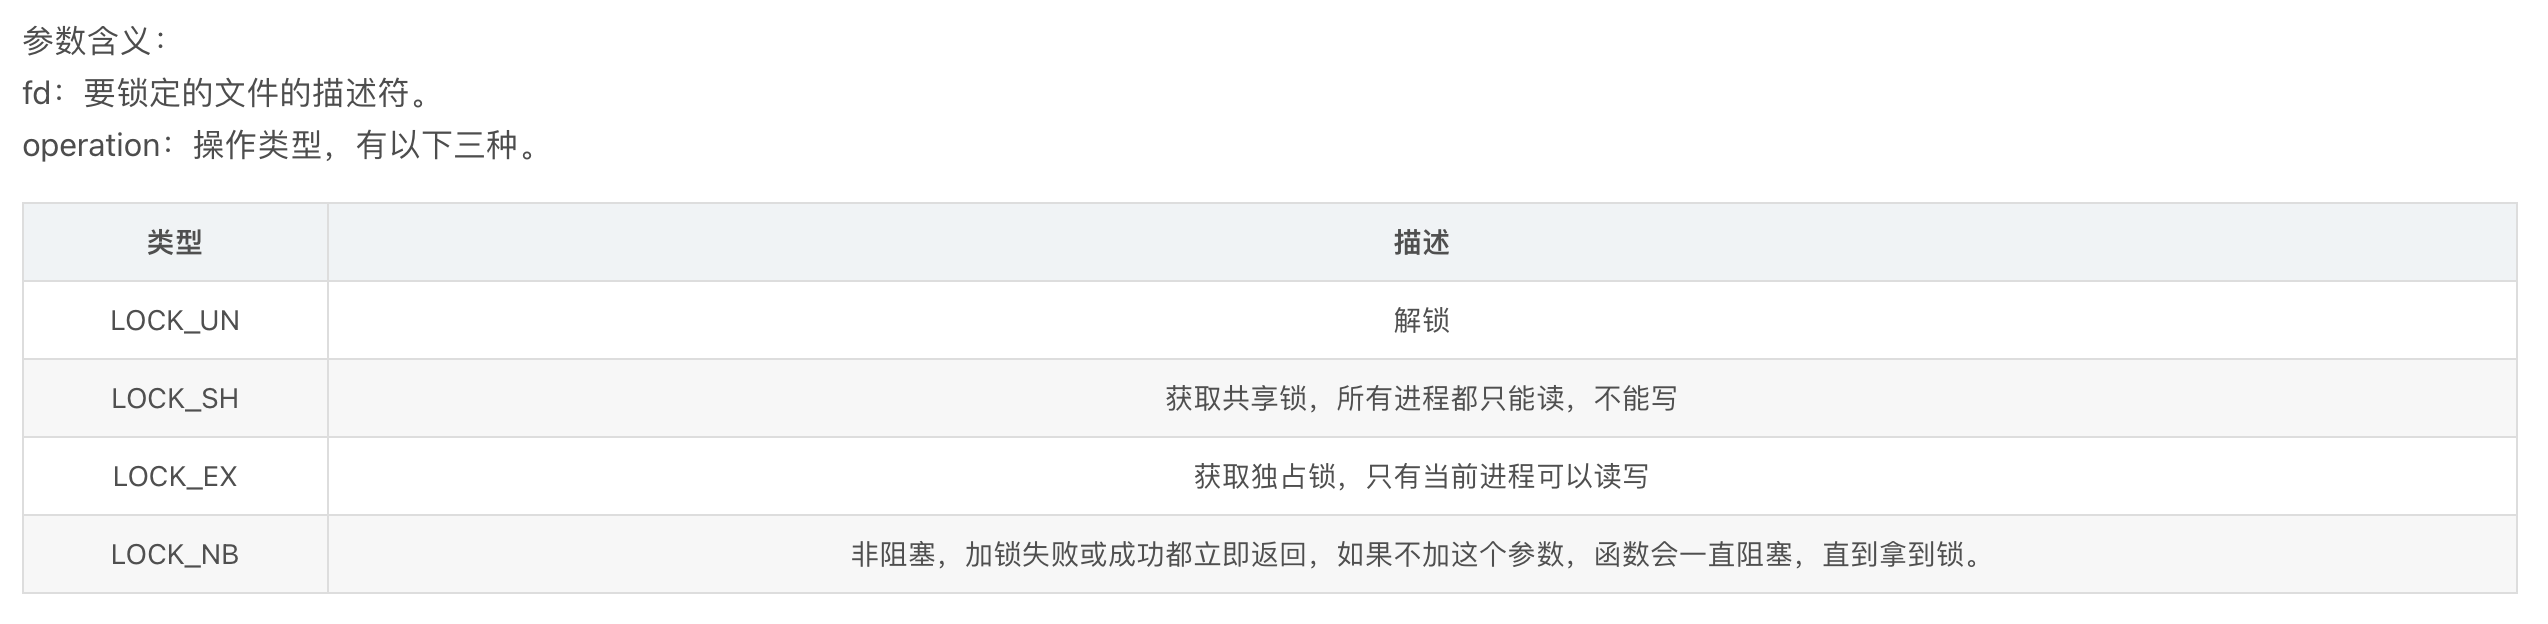 参数含义：
fd：要锁定的文件的描述符。
operation：操作类型，有以下三种。
类型 描述
LOCK_UN 解锁
LOCK_SH 获取共享锁，所有进程都只能读，不能写
LOCK_EX 获取独占锁，只有当前进程可以读写
LOCK_NB 非阻塞，加锁失败或成功都立即返回，如果不加这个参数，函数会一直阻塞，直到拿到锁。